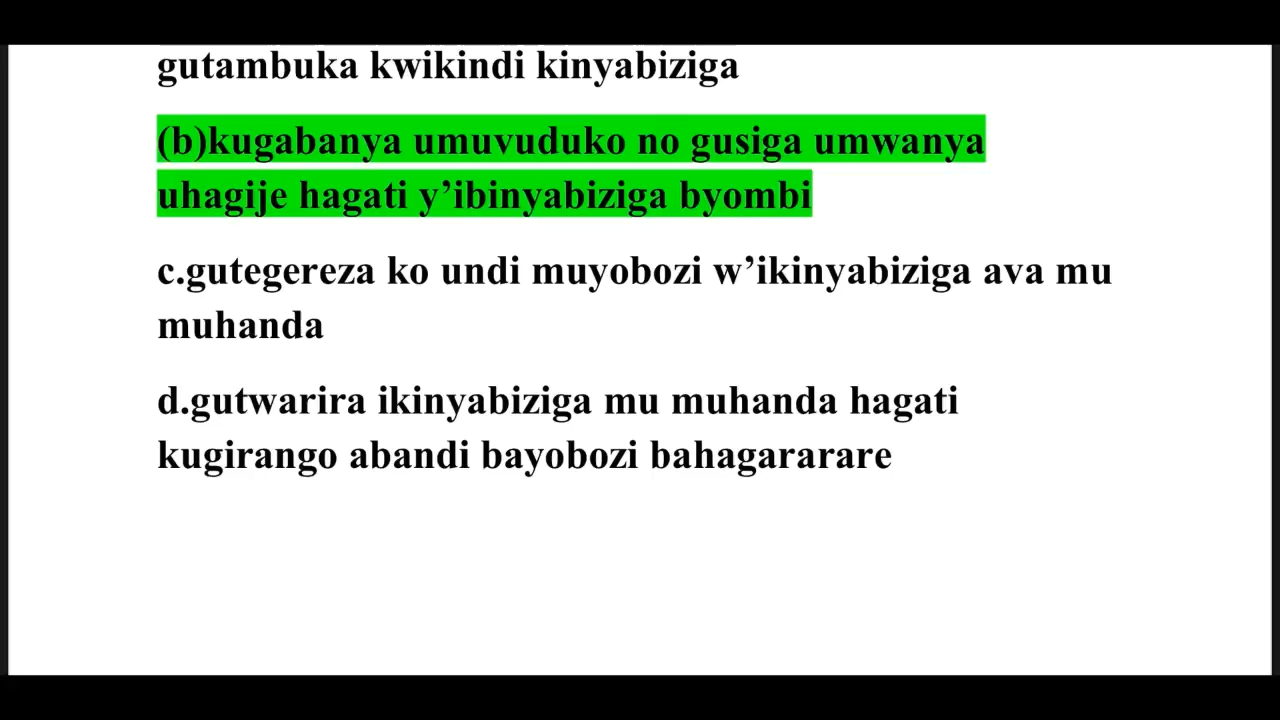 gutambuka kwikindi kinyabiziga
(b)kugabanya umuvuduko no gusiga umwanya
uhagije hagati y’ibinyabiziga byombi
c.gutegereza ko undi muyobozi w’ikinyabiziga ava mu
muhanda
d.gutwarira ikinyabiziga mu muhanda hagati
kugirango abandi bayobozi bahagararare